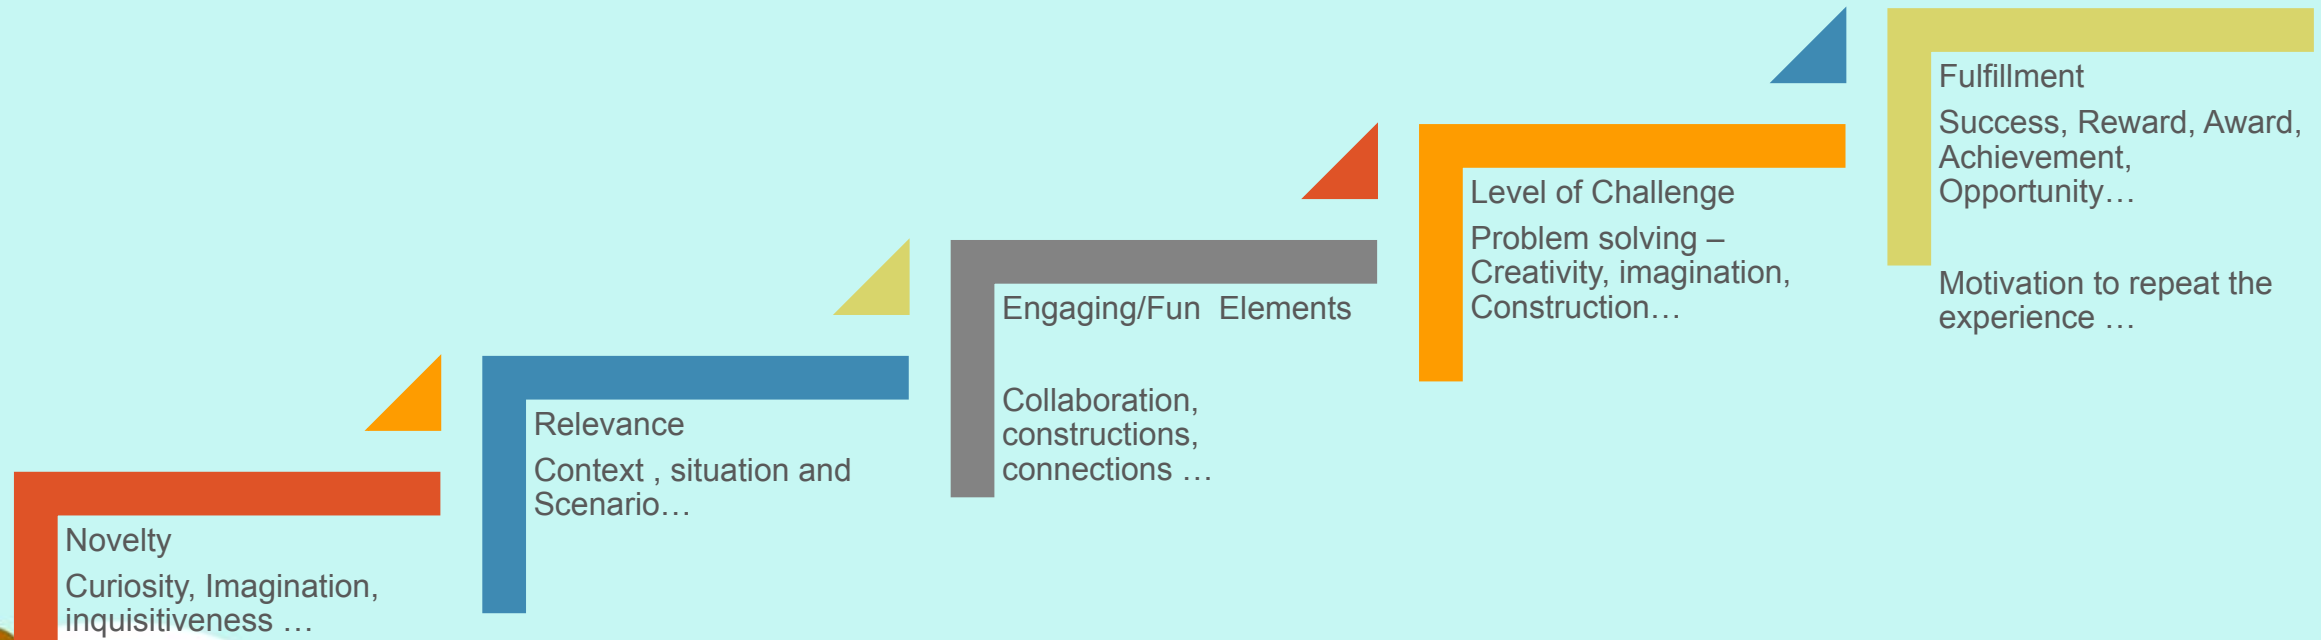 Novelty
Curiosity, Imagination,
inquisitiveness …
Relevance
Context , situation and
Scenario…
Engaging/Fun  Elements
Collaboration,
constructions,
connections …
Level of Challenge
Problem solving –
Creativity, imagination,
Construction…
Fulfillment
Success, Reward, Award,
Achievement,
Opportunity…
Motivation to repeat the
experience …